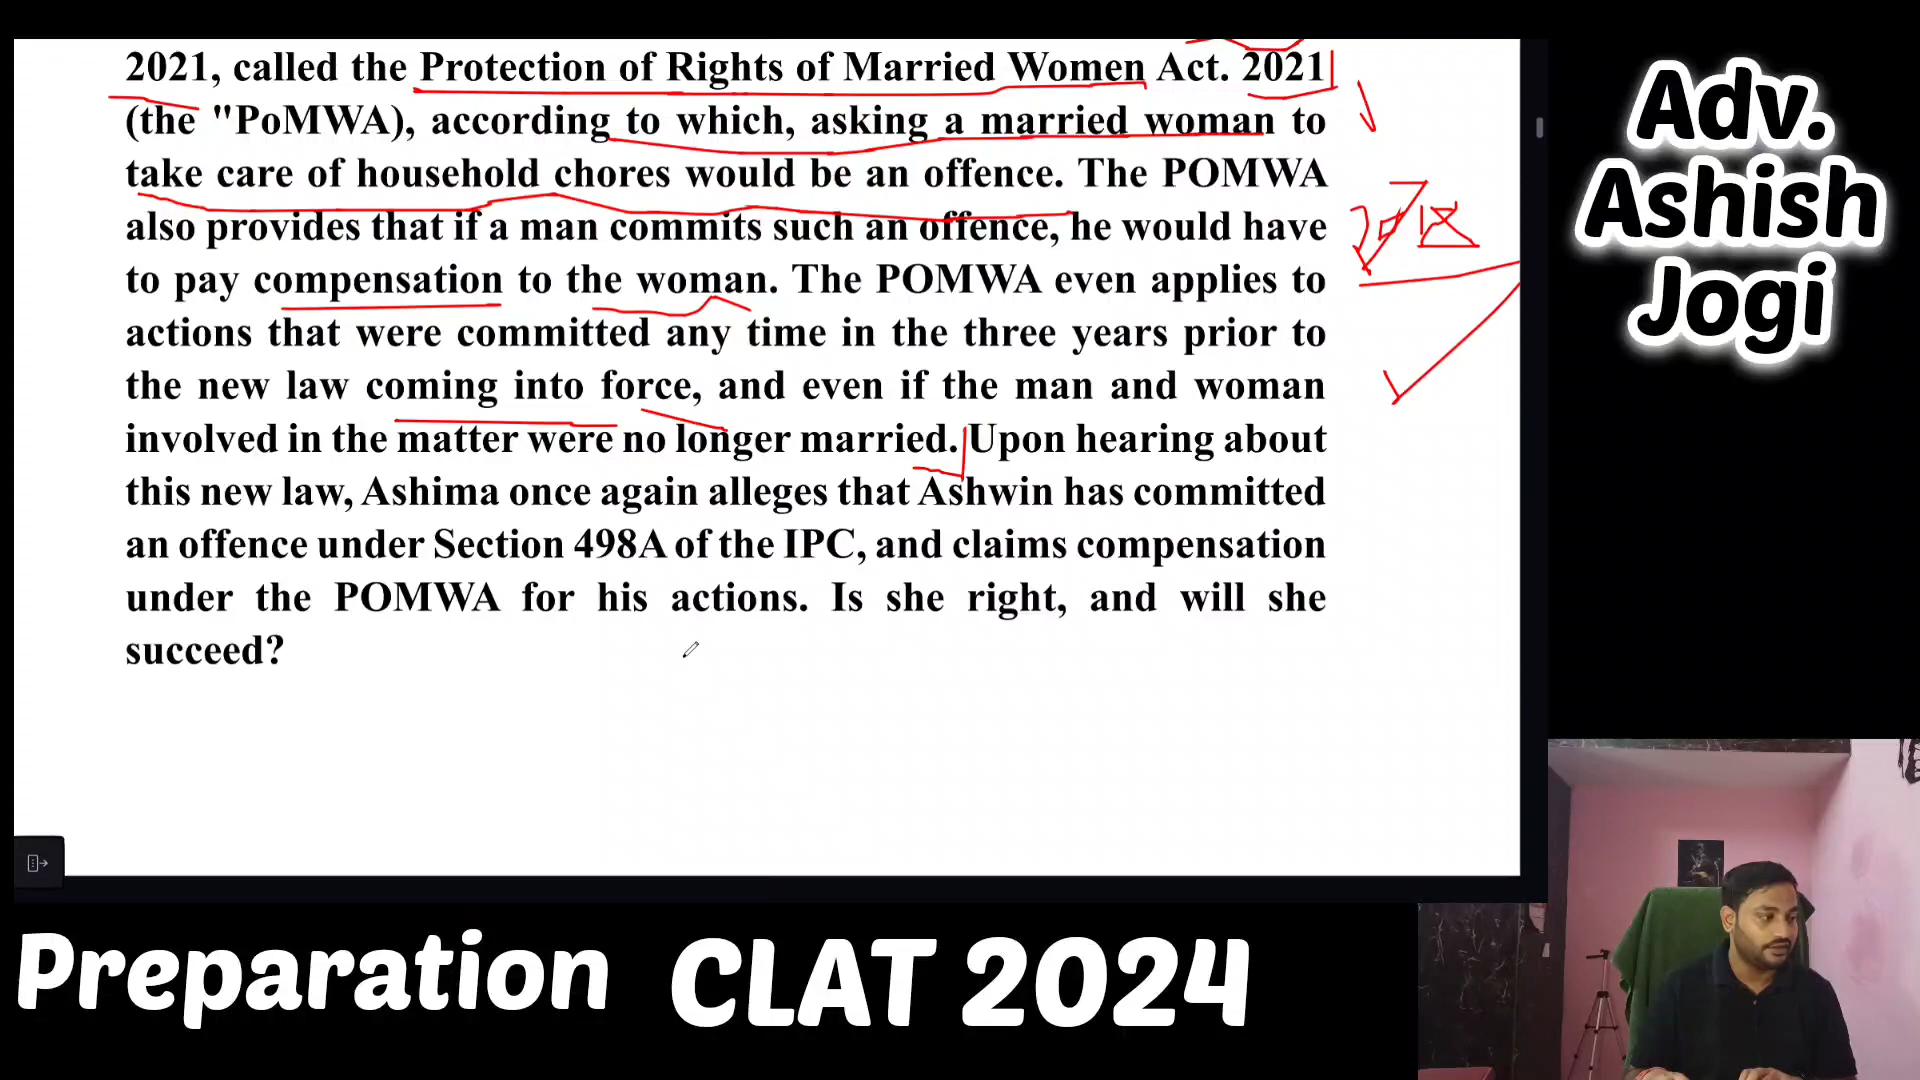 2021, called the Protection of Rights of Married Women Act. 2021
(the "PoMWA), according to which, asking a married woman to
take care of household chores would be an offence. The POMWA
also provides that if a man commits such an offence, he would have
to pay compensation to the woman. The POMWA even applies to
actions that were committed any time in the three years prior to
the new law coming into force, and even if the man and woman
involved in the matter were no longer married. Upon hearing about
this new law, Ashima once again alleges that Ashwin has committed
an offence under Section 498A of the IPC, and claims compensation
under the POMWA for his actions. Is she right, and will she
succeed?
2018
Adv.
Ashish
Jogi
Preparation CLAT 2024